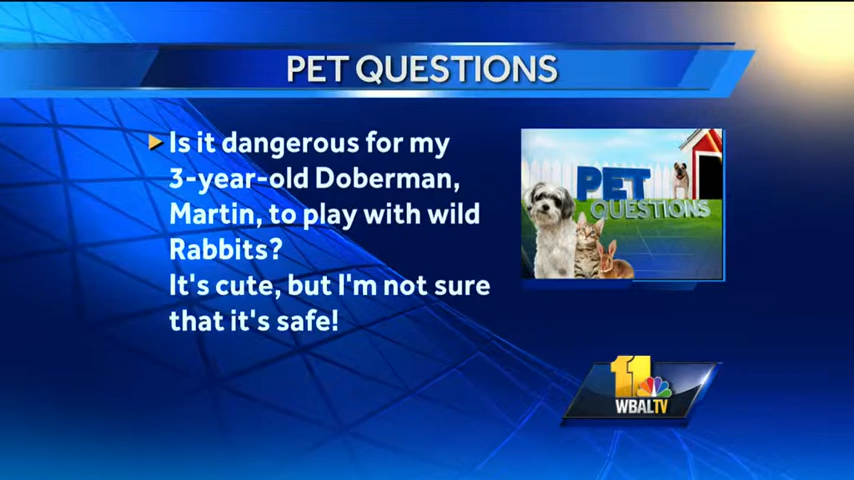 PET QUESTIONS
Is it dangerous for my
3-year-old Doberman,
Martin, to play with wild
Rabbits?
It's cute, but I'm not sure
that it's safe!
PET
QUESTIONS
11
WBALTV